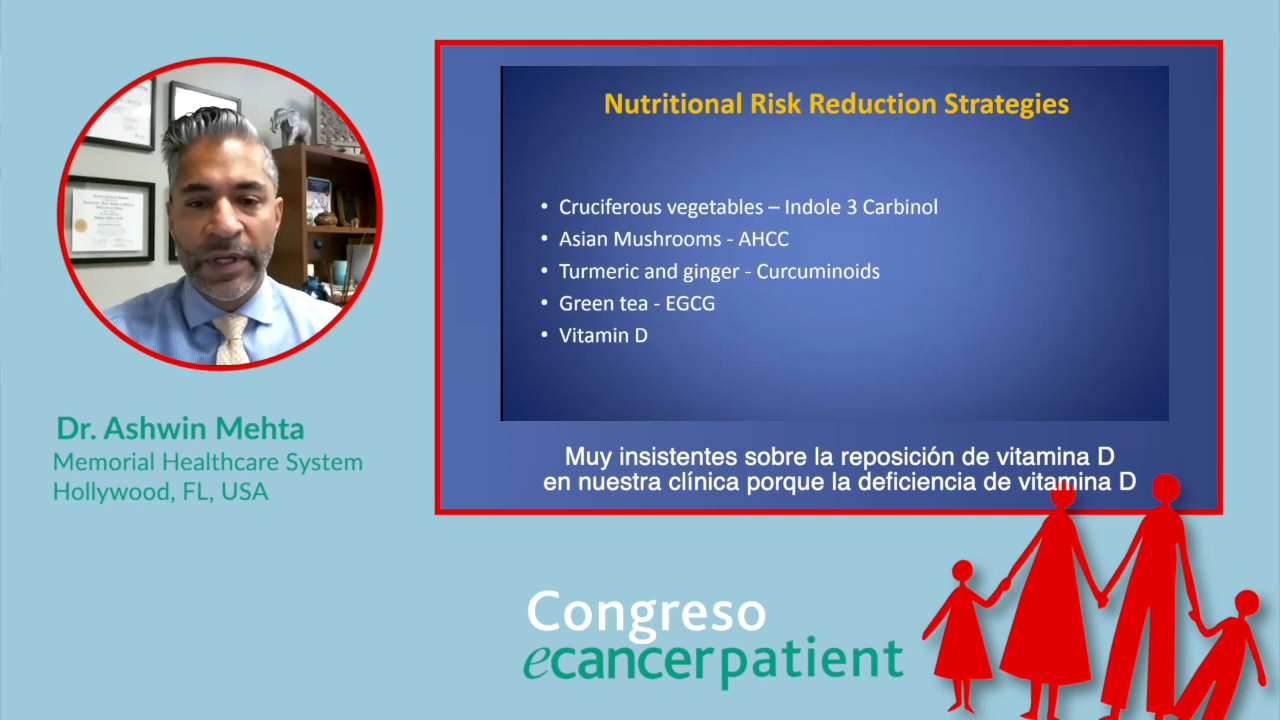 Nutritional Risk Reduction Strategies
• Cruciferous vegetables – Indole 3 Carbinol
• Asian Mushrooms - AHCC
• Turmeric and ginger - Curcuminoids
• Green tea - EGCG
• Vitamin D
Muy insistentes sobre la reposición de vitamina D
en nuestra clínica porque la deficiencia de vitamina D
Dr. Ashwin Mehta
Memorial Healthcare System
Hollywood, FL, USA
Congreso
ecancerpatient